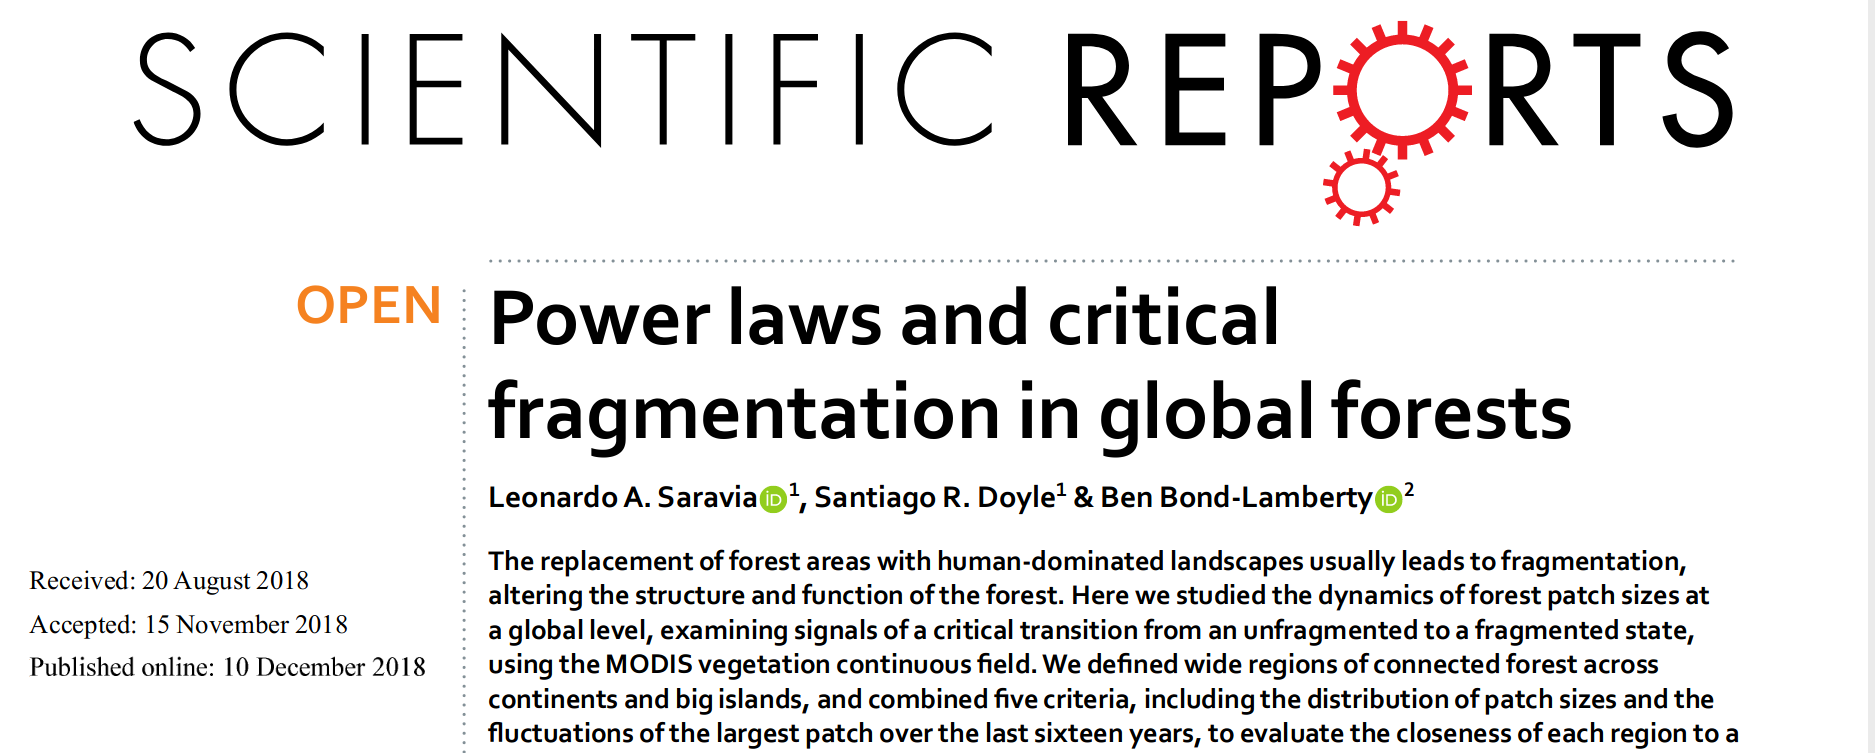 SCIENTIFIC REPORTS
OPEN
Power laws and critical
fragmentation in global forests
Leonardo A. Saravia iD 1, Santiago R. Doyle1 & Ben Bond-Lamberty iD 2
Received: 20 August 2018
Accepted: 15 November 2018
Published online: 10 December 2018
The replacement of forest areas with human-dominated landscapes usually leads to fragmentation,
altering the structure and function of the forest. Here we studied the dynamics of forest patch sizes at
a global level, examining signals of a critical transition from an unfragmented to a fragmented state,
using the MODIS vegetation continuous field. We defined wide regions of connected forest across
continents and big islands, and combined five criteria, including the distribution of patch sizes and the
fluctuations of the largest patch over the last sixteen years, to evaluate the closeness of each region to a